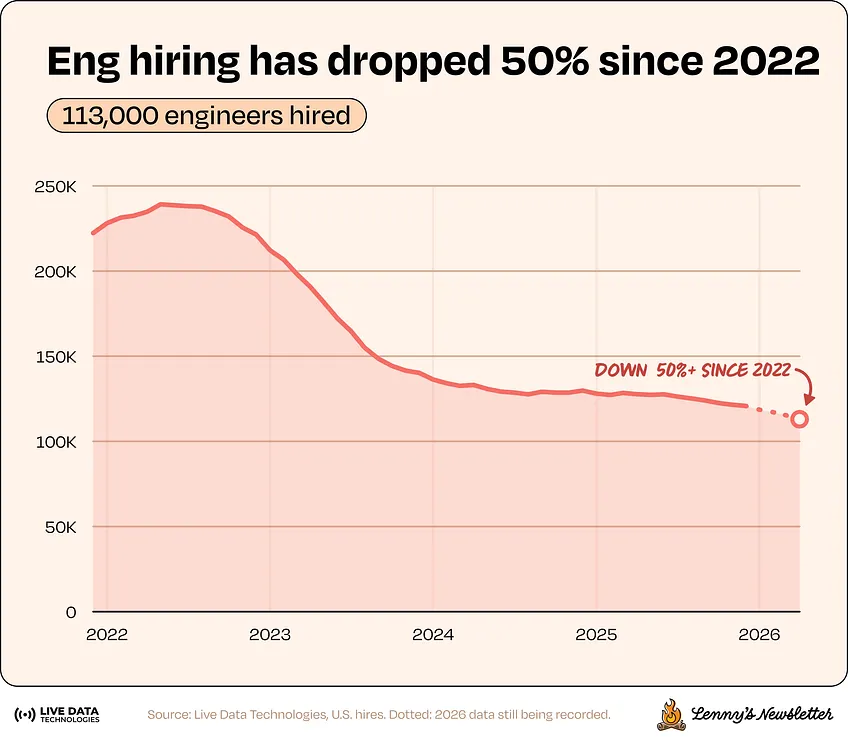 Eng hiring has dropped 50% since 2022
113,000 engineers hired
250K
200K
150K
DOWN 50%+ SINCE 2022
100K
50K
0
2022 2023 2024 2025 2026
LIVE DATA
TECHNOLOGIES
Source: Live Data Technologies, U.S. hires. Dotted: 2026 data still being recorded.
Lenny's Newsletter